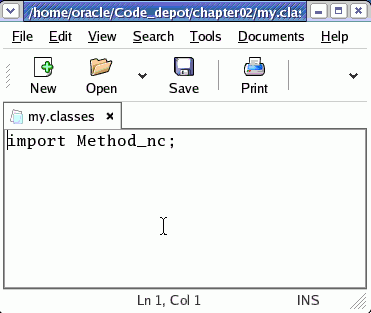 /home/oracle/Code_depot/chapter02/my.clas
File Edit View Search Tools Documents Help
New Open Save Print
my.classes
import Method_nc;
Ln 1, Col 1 INS